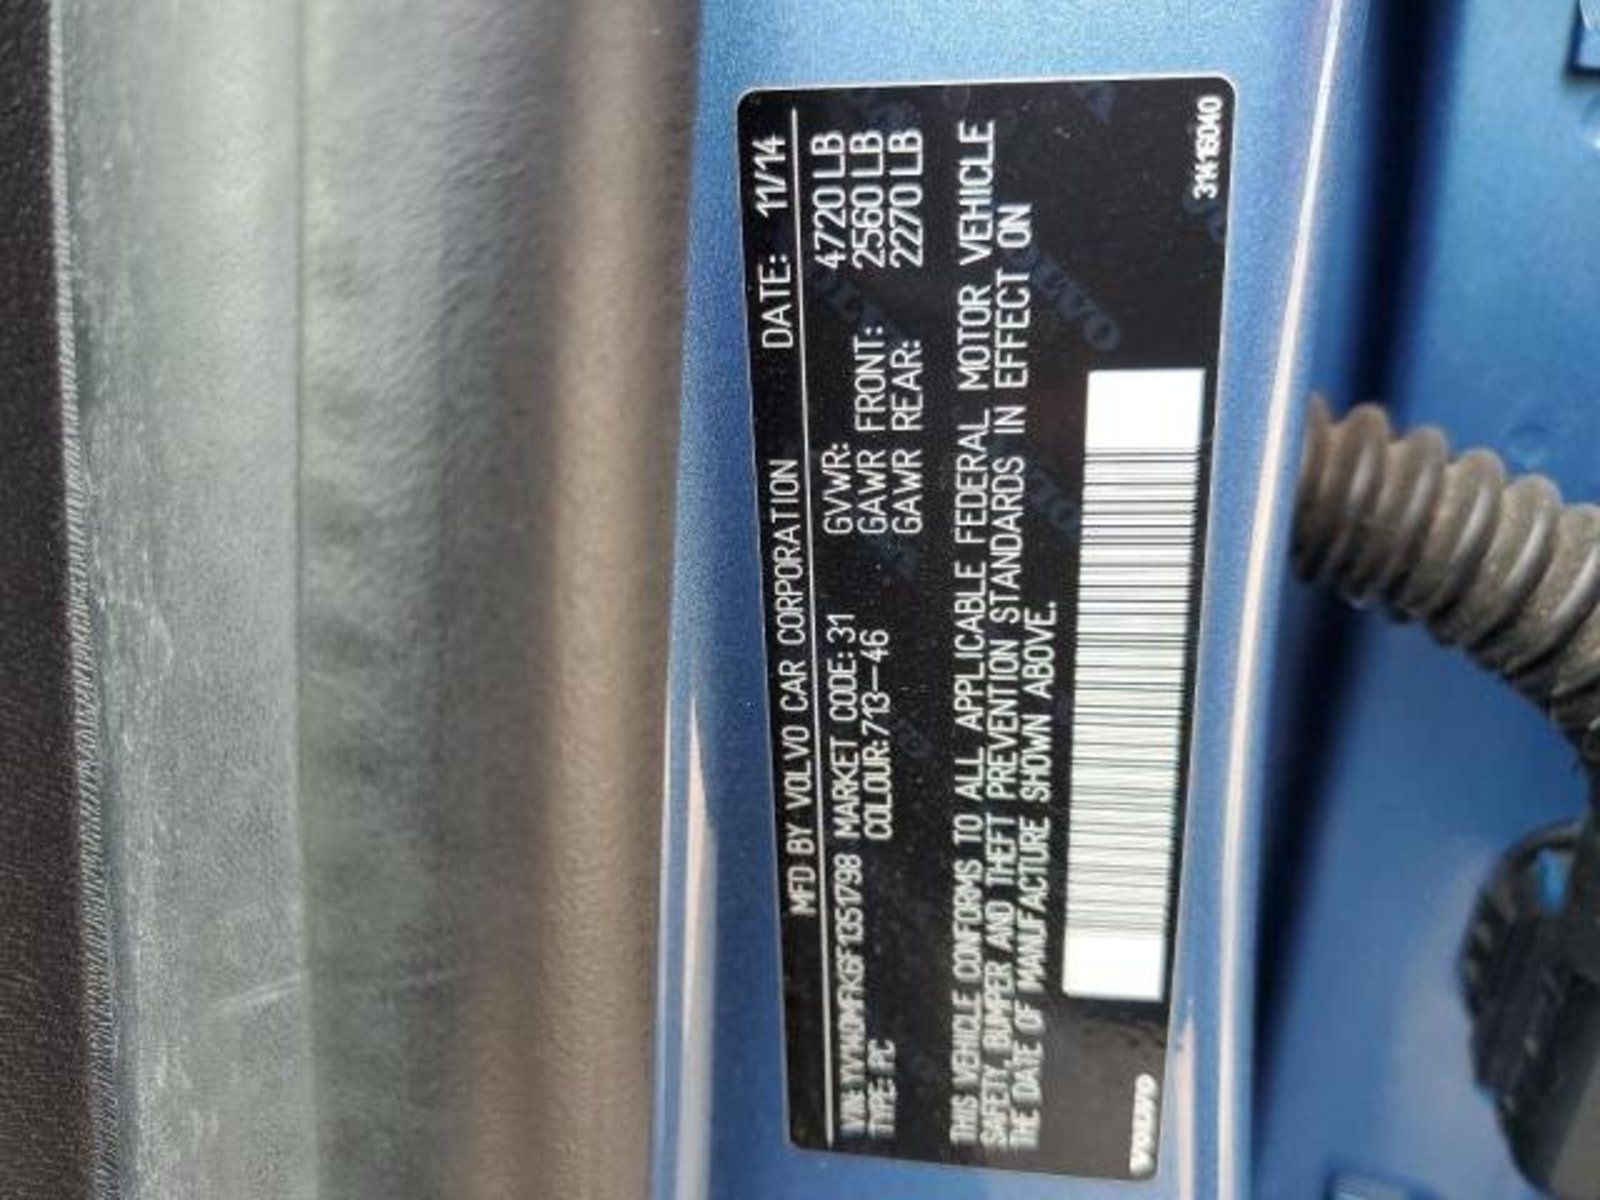 MFD BY VOLVO CAR CORPORATION DATE: 11/14
VIN: YV140MFKGF1351798 MARKET CODE: 31 GVWR: 4720 LB
TYPE: PC COLOUR: 713-46 GAWR FRONT: 2560 LB
GAWR REAR: 2270 LB
THIS VEHICLE CONFORMS TO ALL APPLICABLE FEDERAL MOTOR VEHICLE
SAFETY, BUMPER AND THEFT PREVENTION STANDARDS IN EFFECT ON
THE DATE OF MANUFACTURE SHOWN ABOVE.
VOLVO 31416040